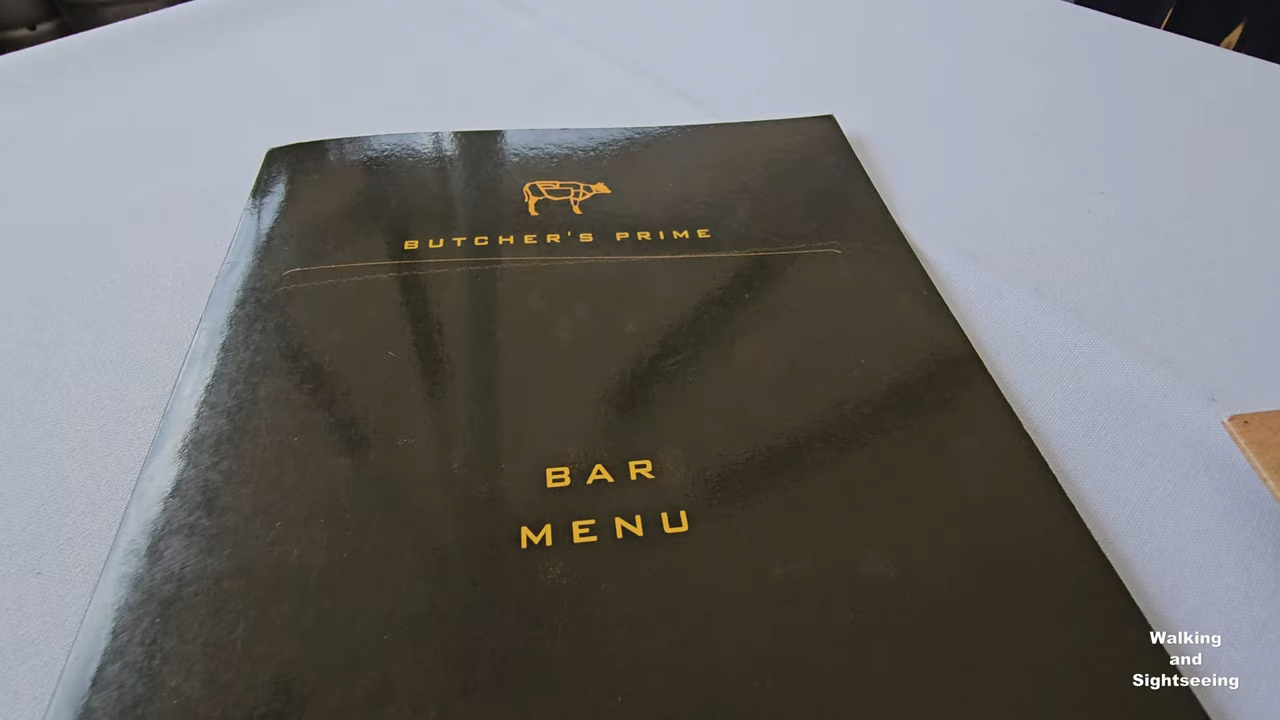 BUTCHER'S PRIME
BAR
MENU
Walking
and
Sightseeing